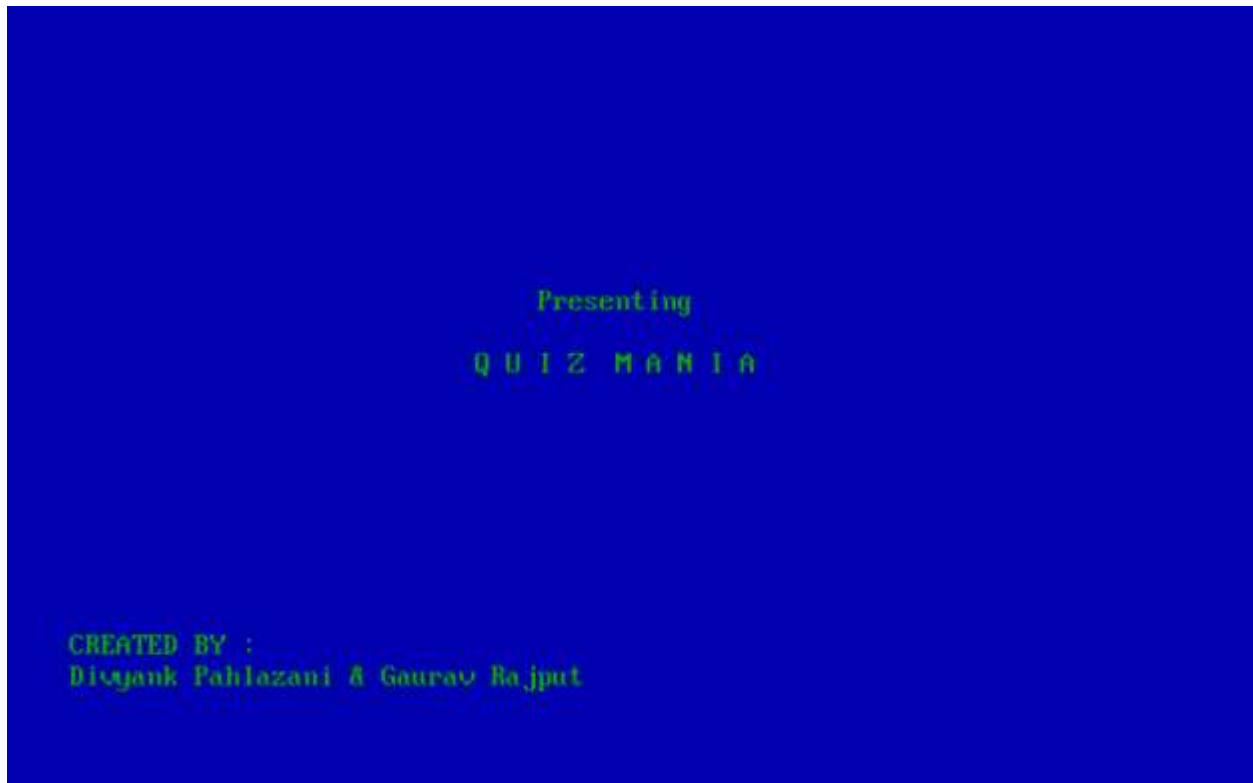 Presenting
Q U I Z  M A N I A
CREATED BY :
Divyank Pahlazani & Gaurav Rajput